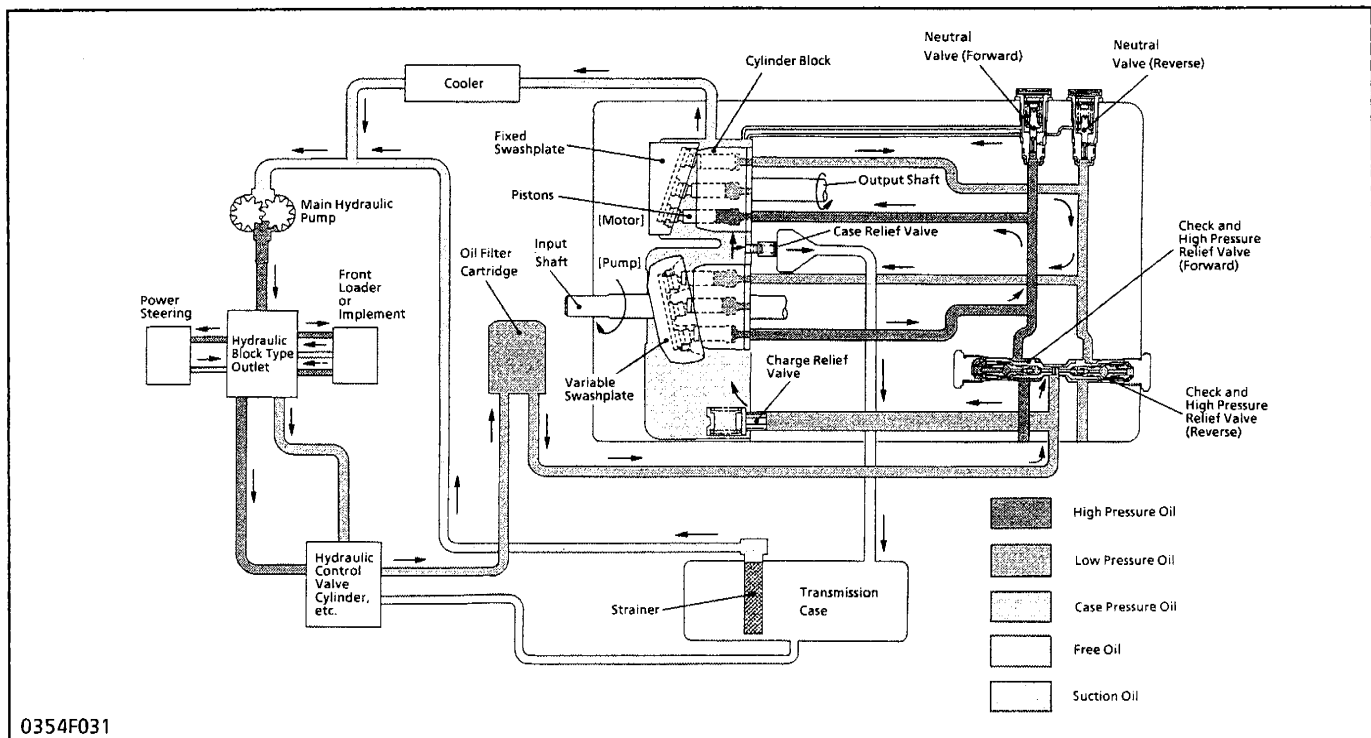 Neutral
Valve (Forward)
Neutral
Valve (Reverse)
Cylinder Block
Cooler
Fixed
Swashplate
Pistons
Output Shaft
Main Hydraulic
Pump
[Motor]
Case Relief Valve
Check and
High Pressure
Relief Valve
(Forward)
Oil Filter
Cartridge
Input
Shaft
[Pump]
Power
Steering
Front
Loader
or
Implement
Hydraulic
Block Type
Outlet
Variable
Swashplate
Charge Relief
Valve
Check and
High Pressure
Relief Valve
(Reverse)
Hydraulic
Control
Valve
Cylinder,
etc.
Strainer
Transmission
Case
High Pressure Oil
Low Pressure Oil
Case Pressure Oil
Free Oil
Suction Oil
0354F031